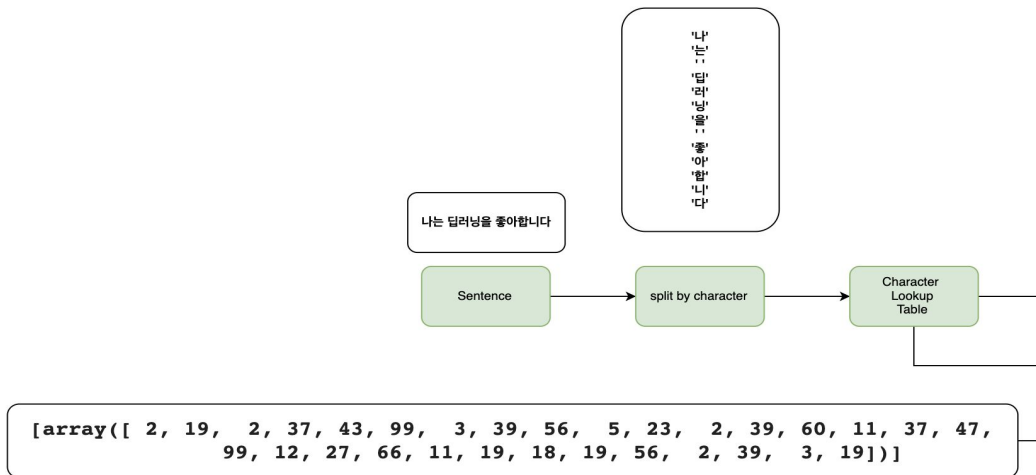 '나'
'는'
' '
'딥'
'러'
'닝'
'을'
' '
'좋'
'아'
'합'
'니'
'다'
나는 딥러닝을 좋아합니다
Sentence
split by character
Character
Lookup
Table
[array([ 2, 19, 2, 37, 43, 99, 3, 39, 56, 5, 23, 2, 39, 60, 11, 37, 47,
99, 12, 27, 66, 11, 19, 18, 19, 56, 2, 39, 3, 19])]